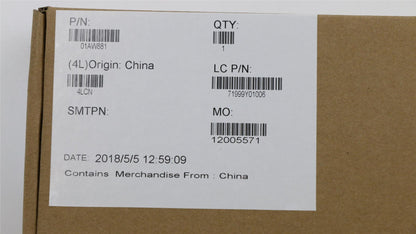 P/N: QTY:
01AW881 1
(4L)Origin: China LC P/N:
4LCN 71999Y01006
SMTPN: MO:
12005571
DATE: 2018/5/5 12:59:09
Contains Merchandise From : China